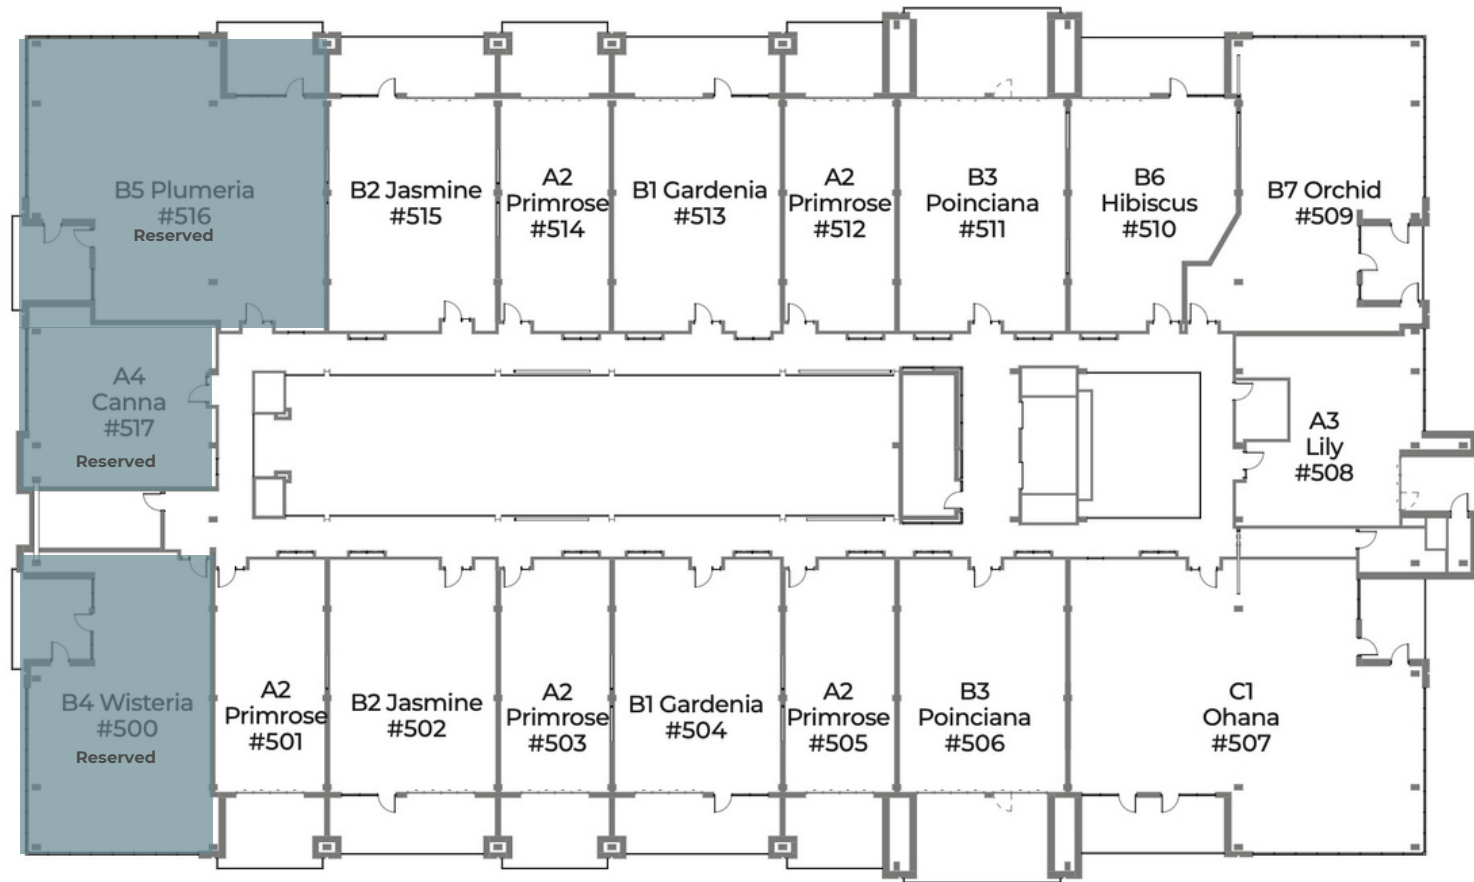 B5 Plumeria
#516
Reserved
B2 Jasmine
#515
A2
Primrose
#514
B1 Gardenia
#513
A2
Primrose
#512
B3
Poinciana
#511
B6
Hibiscus
#510
B7 Orchid
#509
A4
Canna
#517
Reserved
A3
Lily
#508
B4 Wisteria
#500
Reserved
A2
Primrose
#501
B2 Jasmine
#502
A2
Primrose
#503
B1 Gardenia
#504
A2
Primrose
#505
B3
Poinciana
#506
C1
Ohana
#507